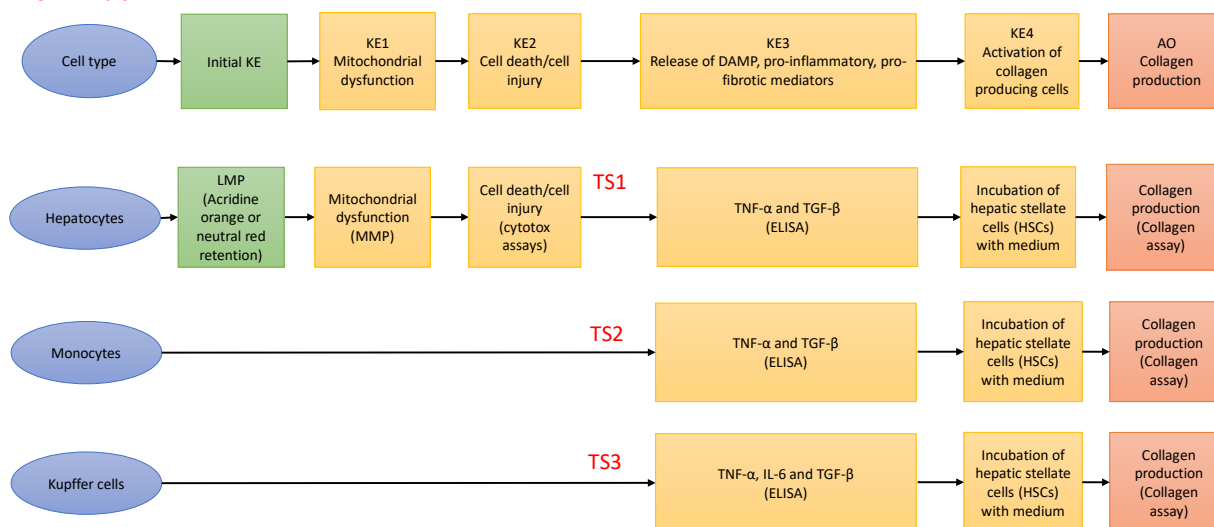 Cell type
Initial KE
KE1
Mitochondrial
dysfunction
KE2
Cell death/cell
injury
KE3
Release of DAMP, pro-inflammatory, pro-
fibrotic mediators
KE4
Activation of
collagen
producing cells
AO
Collagen
production
Hepatocytes
LMP
(Acridine
orange or
neutral red
retention)
Mitochondrial
dysfunction
(MMP)
Cell death/cell
injury
(cytotox
assays)
TS1
TNF-α and TGF-β
(ELISA)
Incubation of
hepatic stellate
cells (HSCs)
with medium
Collagen
production
(Collagen
assay)
Monocytes
TS2
TNF-α and TGF-β
(ELISA)
Incubation of
hepatic stellate
cells (HSCs)
with medium
Collagen
production
(Collagen
assay)
Kupffer cells
TS3
TNF-α, IL-6 and TGF-β
(ELISA)
Incubation of
hepatic stellate
cells (HSCs)
with medium
Collagen
production
(Collagen
assay)